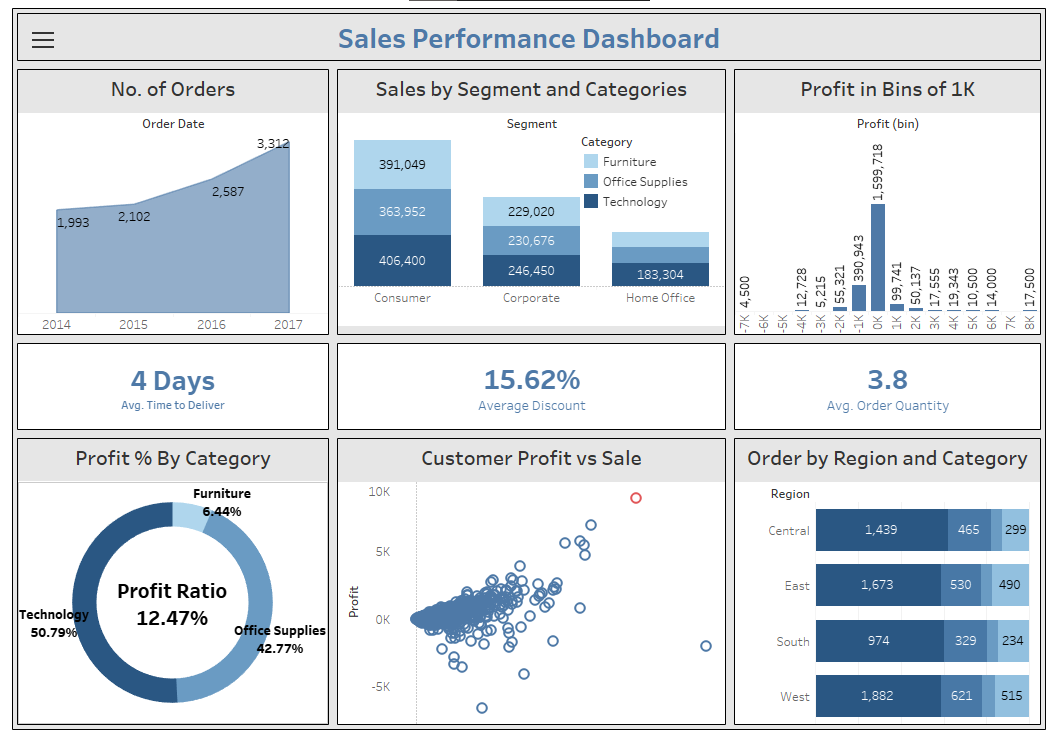 Sales Performance Dashboard
No. of Orders
Order Date
3,312
2,587
2,102
1,993
2014 2015 2016 2017
Sales by Segment and Categories
Segment
Category
Furniture
Office Supplies
Technology
391,049
363,952
406,400
229,020
230,676
246,450
183,304
Consumer Corporate Home Office
Profit in Bins of 1K
Profit (bin)
4,500
12,728
5,215
55,321
390,943
1,599,718
99,741
50,137
17,555
19,343
10,500
14,000
17,500
-7K -6K -5K -4K -3K -2K -1K 0K 1K 2K 3K 4K 5K 6K 7K 8K
4 Days
Avg. Time to Deliver
15.62%
Average Discount
3.8
Avg. Order Quantity
Profit % By Category
Furniture
6.44%
Profit Ratio
12.47%
Technology
50.79%
Office Supplies
42.77%
Customer Profit vs Sale
10K
5K
0K
-5K
Profit
Order by Region and Category
Region
Central 1,439 465 299
East 1,673 530 490
South 974 329 234
West 1,882 621 515